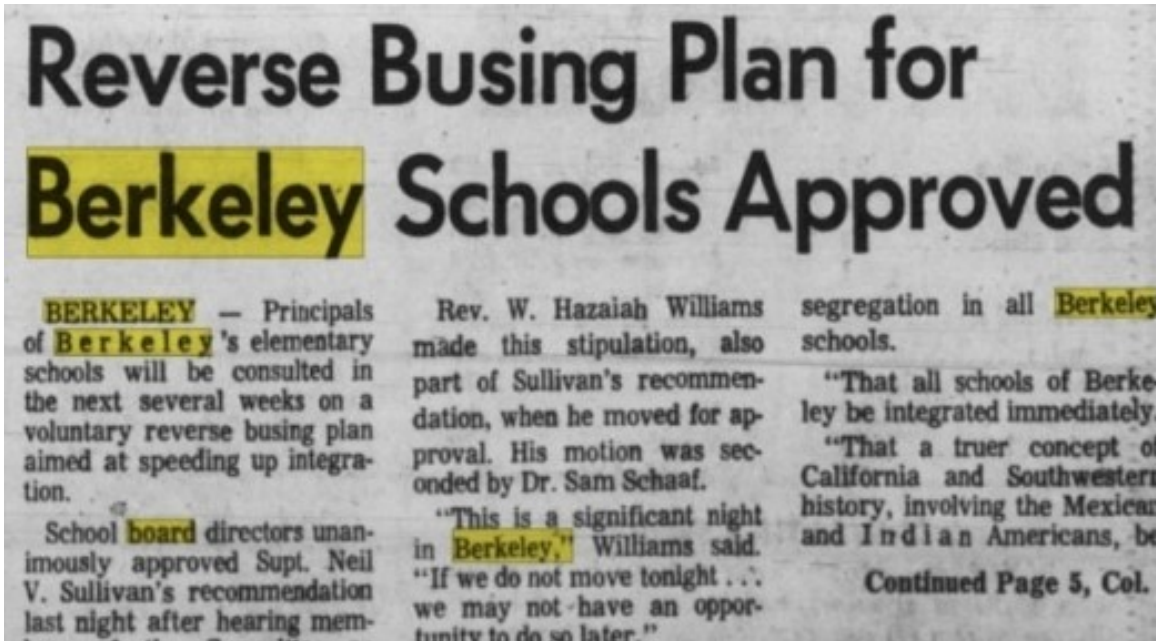 Reverse Busing Plan for
Berkeley Schools Approved
BERKELEY — Principals
of Berkeley's elementary
schools will be consulted in
the next several weeks on a
voluntary reverse busing plan
aimed at speeding up integra-
tion.
School board directors unan-
imously approved Supt. Neil
V. Sullivan's recommendation
last night after hearing mem-
Rev. W. Hazaiah Williams
made this stipulation, also
part of Sullivan's recommen-
dation, when he moved for ap-
proval. His motion was sec-
onded by Dr. Sam Schaaf.
"This is a significant night
in Berkeley," Williams said.
"If we do not move tonight . . .
we may not have an oppor-
tunity to do so later."
segregation in all Berkeley
schools.
"That all schools of Berke-
ley be integrated immediately.
"That a truer concept of
California and Southwestern
history, involving the Mexican
and Indian Americans, be
Continued Page 5, Col.